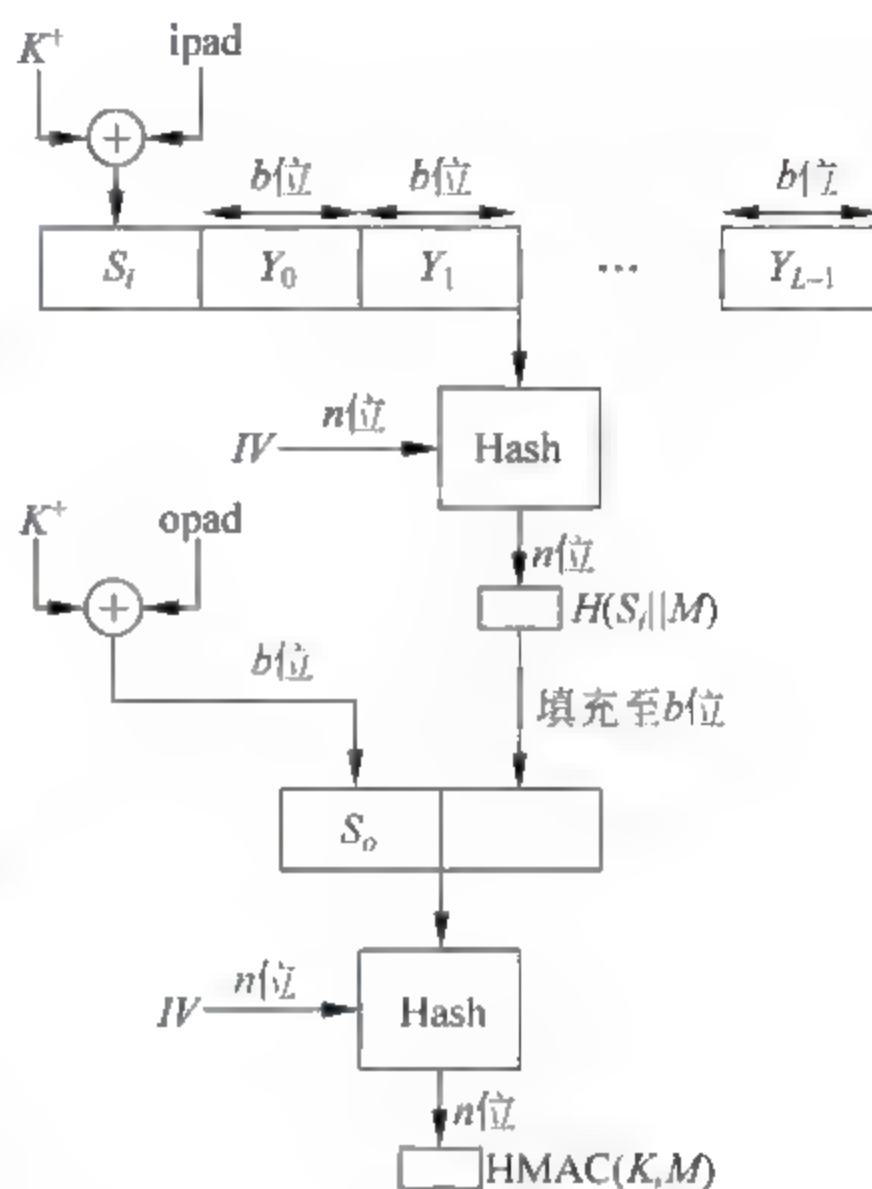 K⁺ ipad
b位 b位 b位
Sᵢ Y₀ Y₁ … Y_{L−1}
n位
IV Hash
K⁺ opad
n位
H(Sᵢ||M)
b位
填充至b位
Sₒ
n位
IV Hash
n位
HMAC(K,M)